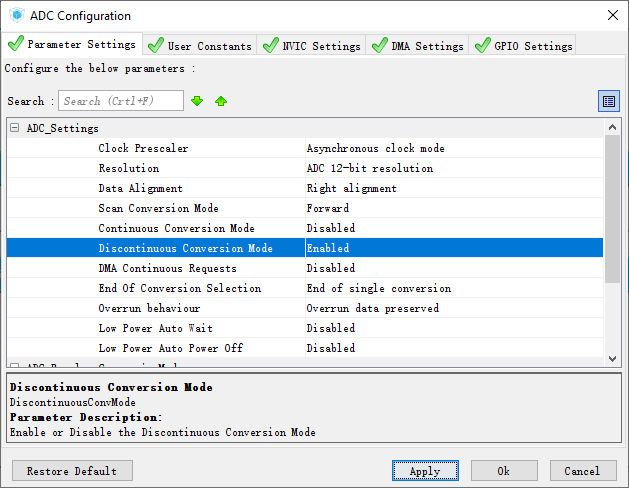 ADC Configuration
Parameter Settings User Constants NVIC Settings DMA Settings GPIO Settings
Configure the below parameters :
Search : Search (Crtl+F)
ADC_Settings
Clock Prescaler Asynchronous clock mode
Resolution ADC 12-bit resolution
Data Alignment Right alignment
Scan Conversion Mode Forward
Continuous Conversion Mode Disabled
Discontinuous Conversion Mode Enabled
DMA Continuous Requests Disabled
End Of Conversion Selection End of single conversion
Overrun behaviour Overrun data preserved
Low Power Auto Wait Disabled
Low Power Auto Power Off Disabled
Discontinuous Conversion Mode
DiscontinuousConvMode
Parameter Description:
Enable or Disable the Discontinuous Conversion Mode
Restore Default Apply Ok Cancel